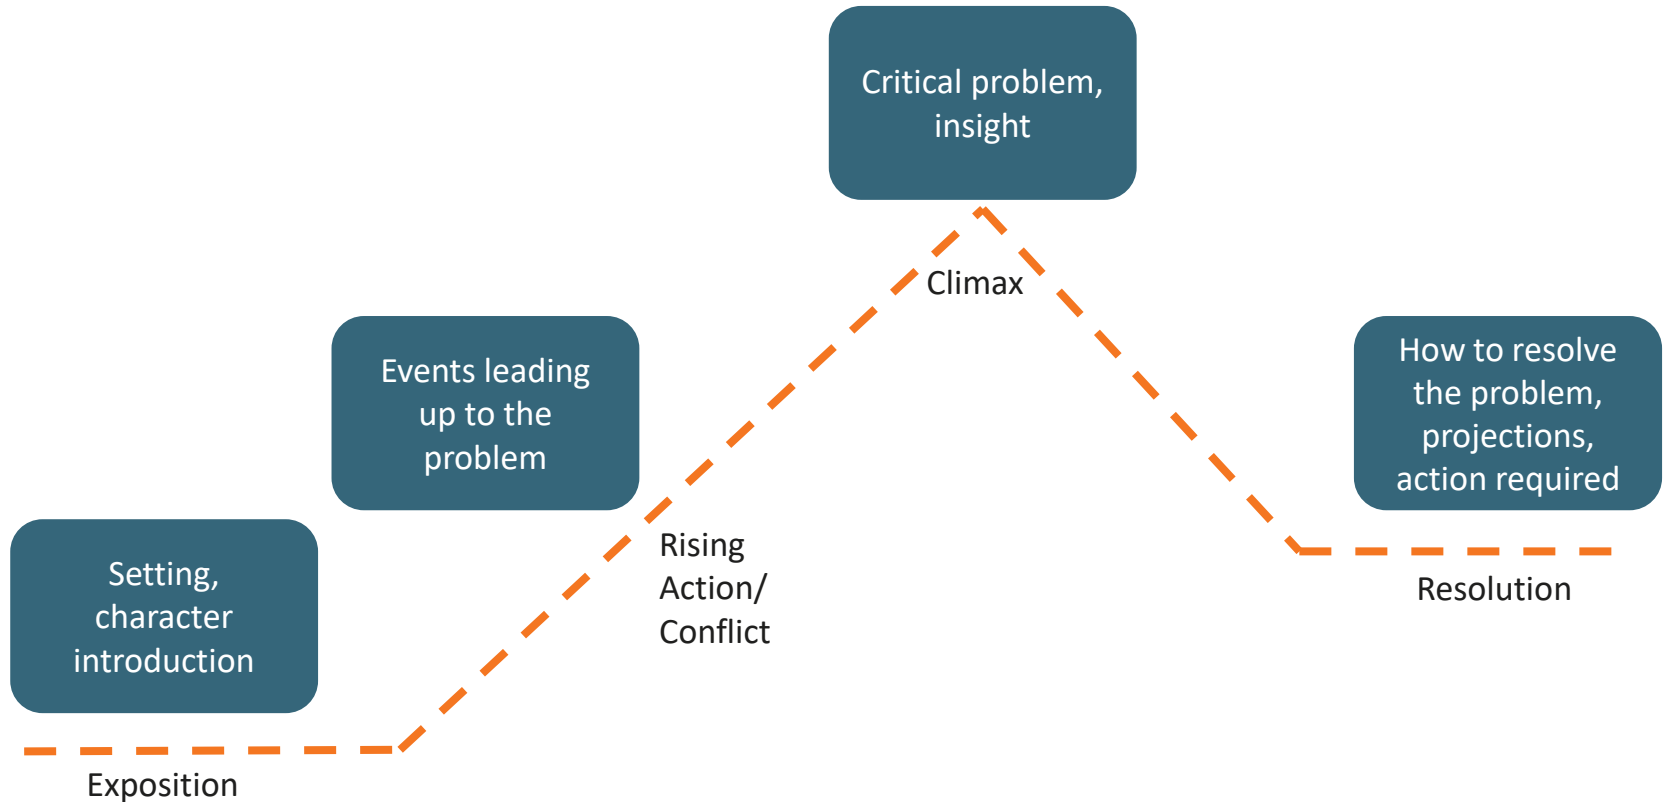 Setting,
character
introduction
Exposition
Events leading
up to the
problem
Rising
Action/
Conflict
Critical problem,
insight
Climax
How to resolve
the problem,
projections,
action required
Resolution